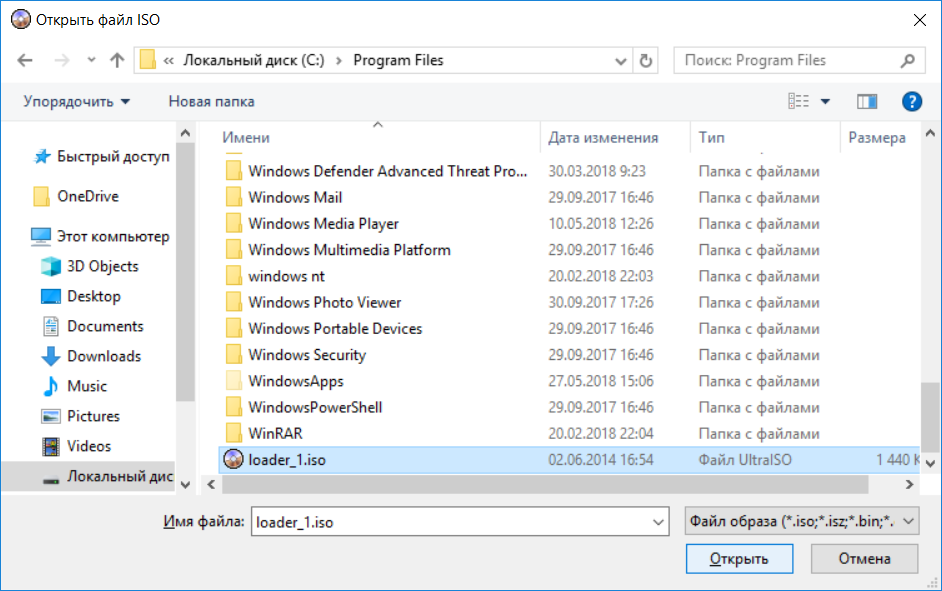 Открыть файл ISO
« Локальный диск (C:) › Program Files
Поиск: Program Files
Упорядочить Новая папка
Имени Дата изменения Тип Размера
Быстрый доступ
OneDrive
Этот компьютер
3D Objects
Desktop
Documents
Downloads
Music
Pictures
Videos
Локальный дис
Windows Defender Advanced Threat Pro... 30.03.2018 9:23 Папка с файлами
Windows Mail 29.09.2017 16:46 Папка с файлами
Windows Media Player 10.05.2018 12:26 Папка с файлами
Windows Multimedia Platform 29.09.2017 16:46 Папка с файлами
windows nt 20.02.2018 22:03 Папка с файлами
Windows Photo Viewer 30.09.2017 17:26 Папка с файлами
Windows Portable Devices 29.09.2017 16:46 Папка с файлами
Windows Security 29.09.2017 16:46 Папка с файлами
WindowsApps 27.05.2018 15:06 Папка с файлами
WindowsPowerShell 29.09.2017 16:46 Папка с файлами
WinRAR 20.02.2018 22:04 Папка с файлами
loader_1.iso 02.06.2014 16:54 Файл UltraISO 1 440 К
Имя файла: loader_1.iso Файл образа (*.iso;*.isz;*.bin;*.
Открыть Отмена